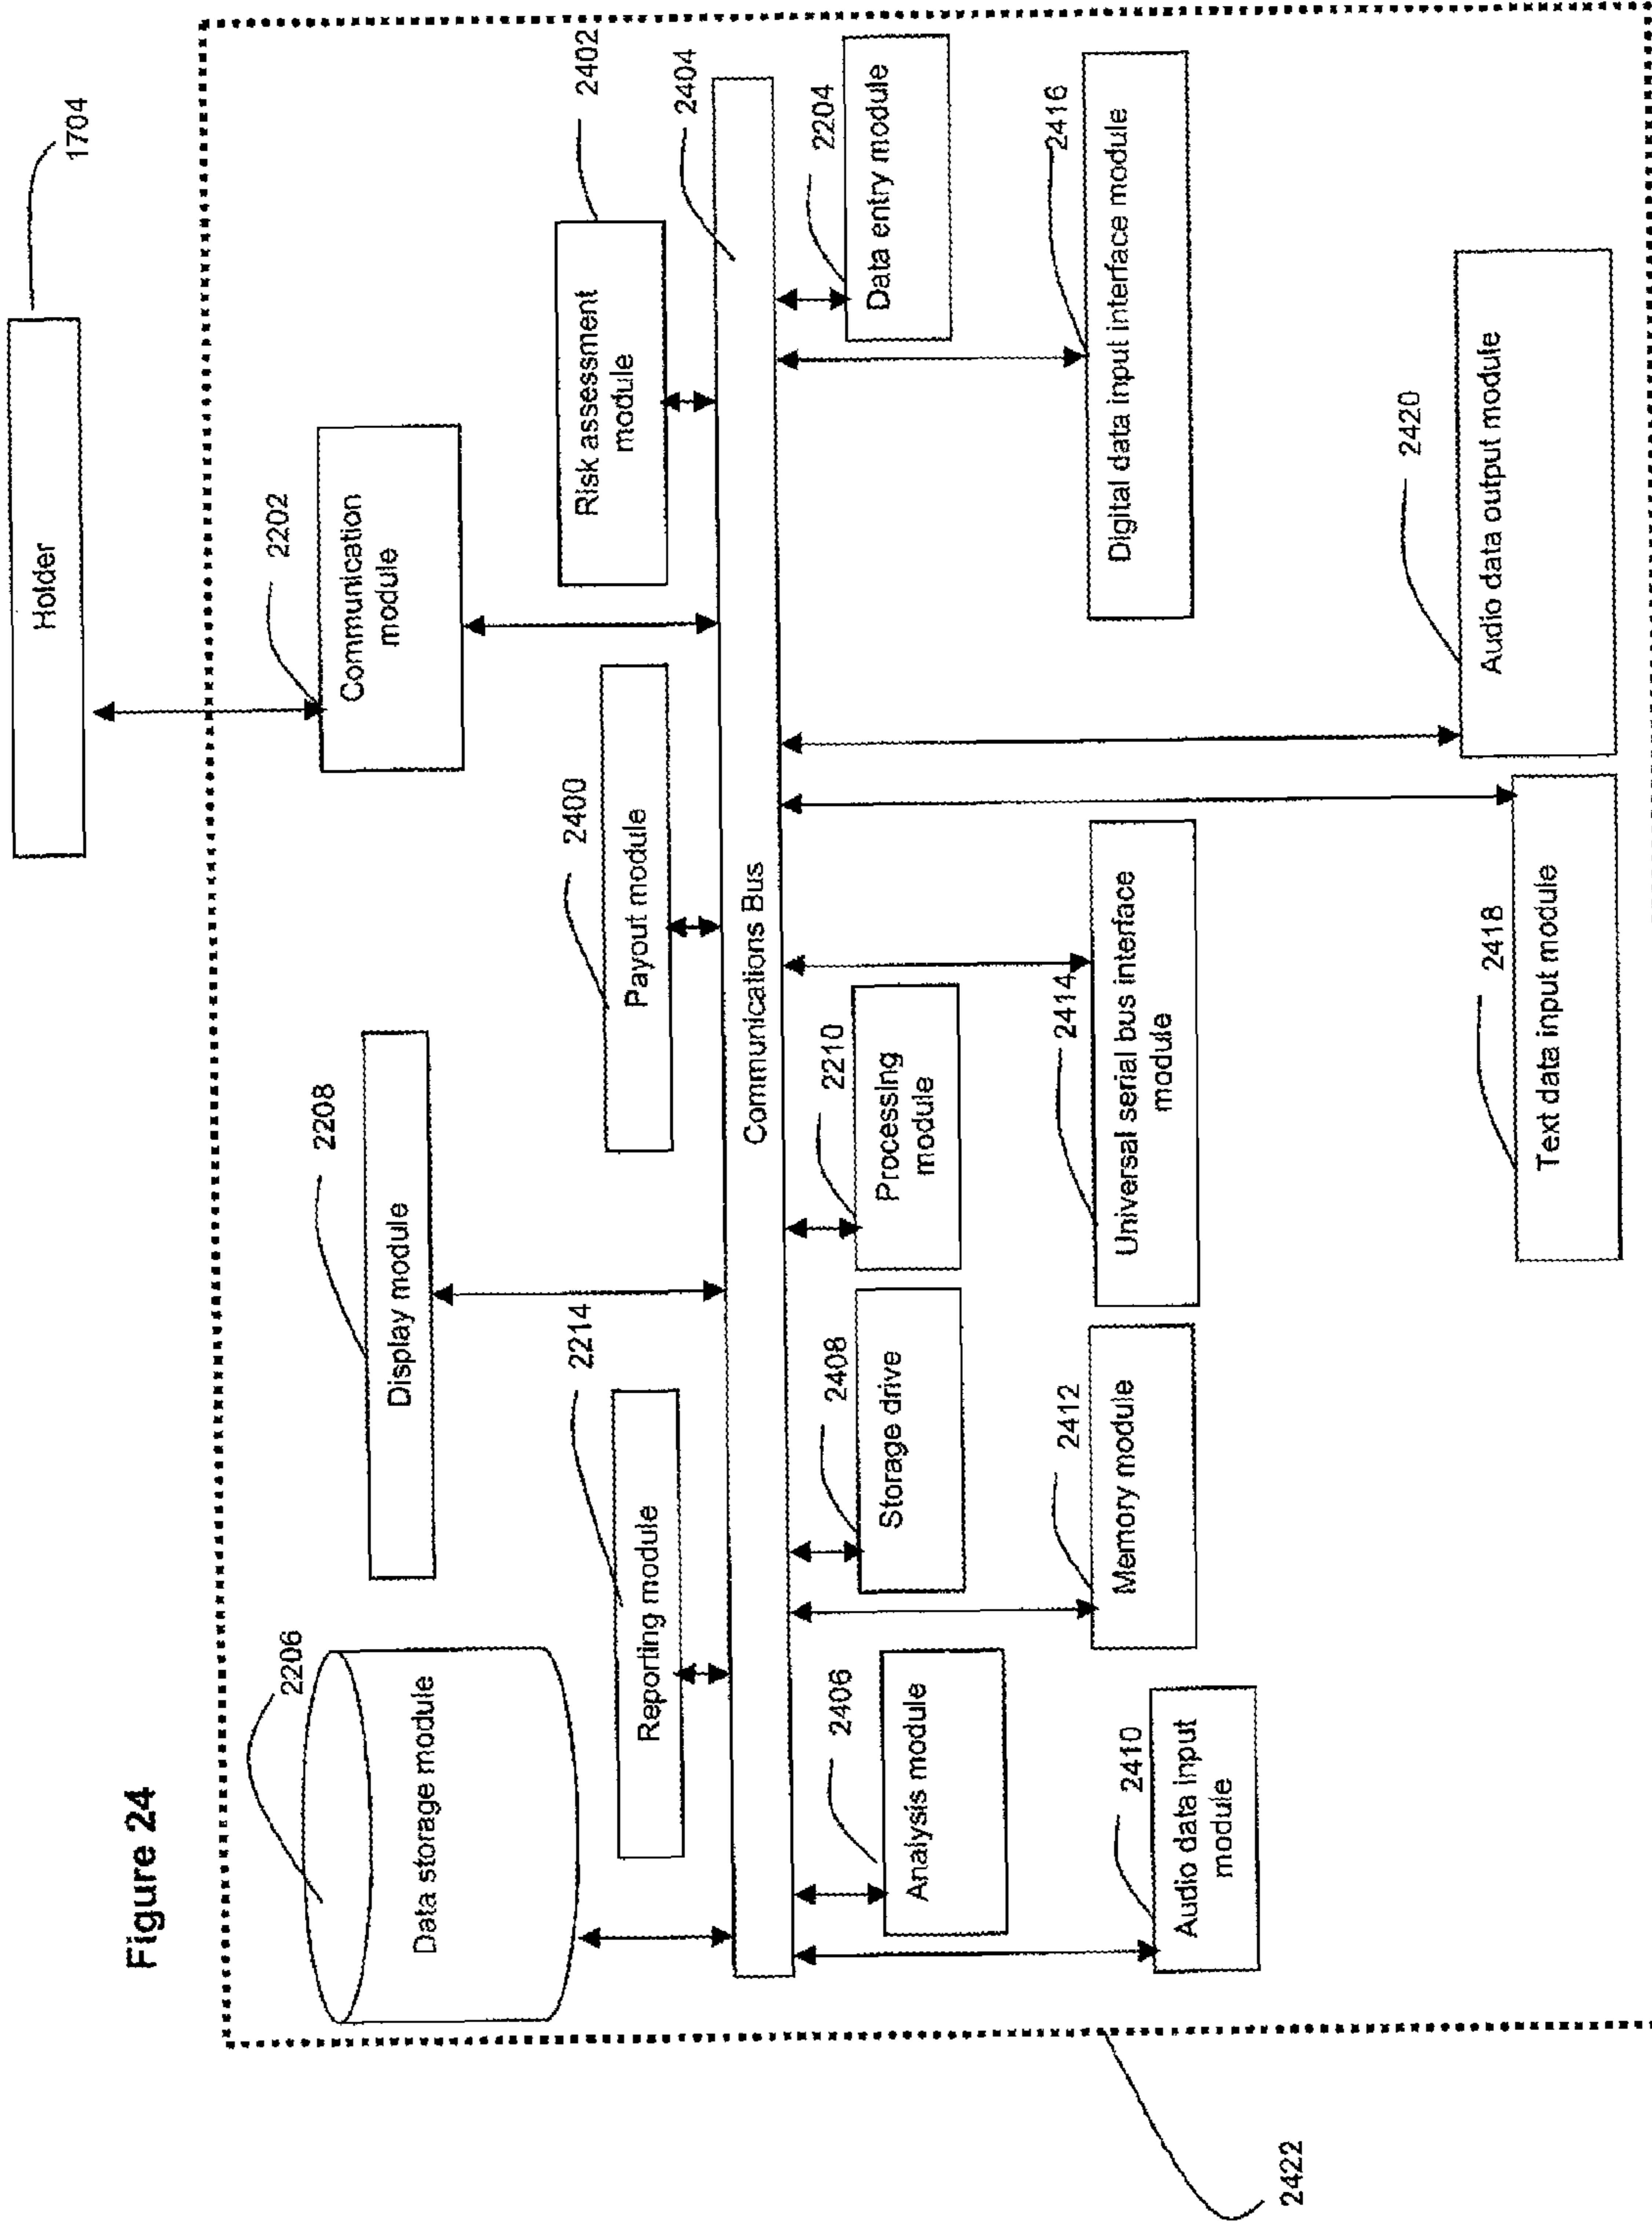 Figure 24
Holder
1704
2206
Data storage module
2208
Display module
2202
Communication
module
2214
Reporting module
2400
Payout module
2402
Risk assessment
module
2404
Communications Bus
2406
Analysis module
2408
Storage drive
2210
Processing
module
2204
Data entry module
2410
Audio data input
module
2412
Memory module
2414
Universal serial bus interface
module
2416
Digital data input interface module
2418
Text data input module
2420
Audio data output module
2422